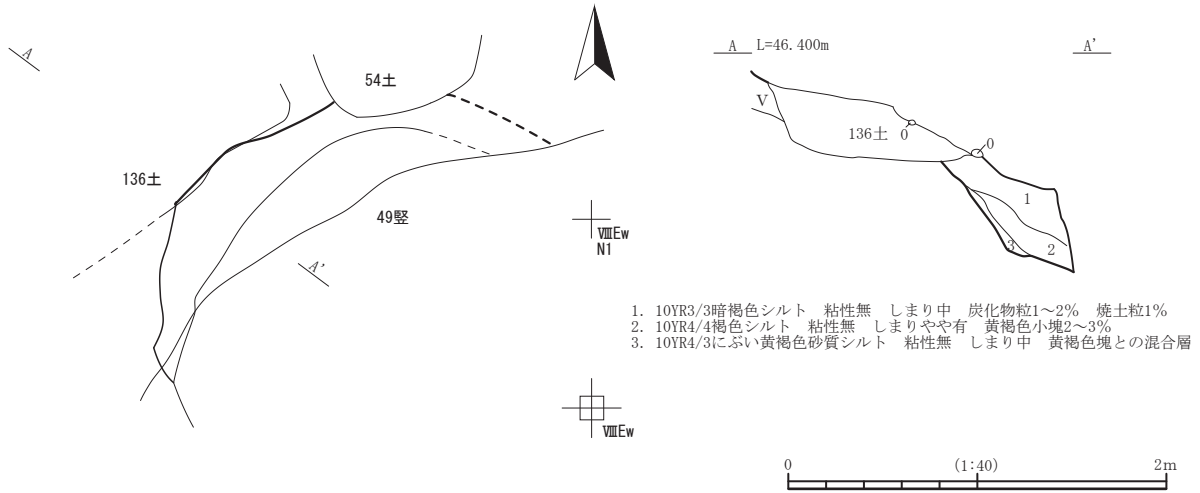 A
54土
136土
49竪
A'
ⅧEw
N1
ⅧEw
A L=46.400m A'
Ⅴ
136土
0
0
1
2
3
1. 10YR3/3暗褐色シルト 粘性無 しまり中 炭化物粒1～2% 焼土粒1%
2. 10YR4/4褐色シルト 粘性無 しまりやや有 黄褐色小塊2～3%
3. 10YR4/3にぶい黄褐色砂質シルト 粘性無 しまり中 黄褐色塊との混合層
0 (1:40) 2m